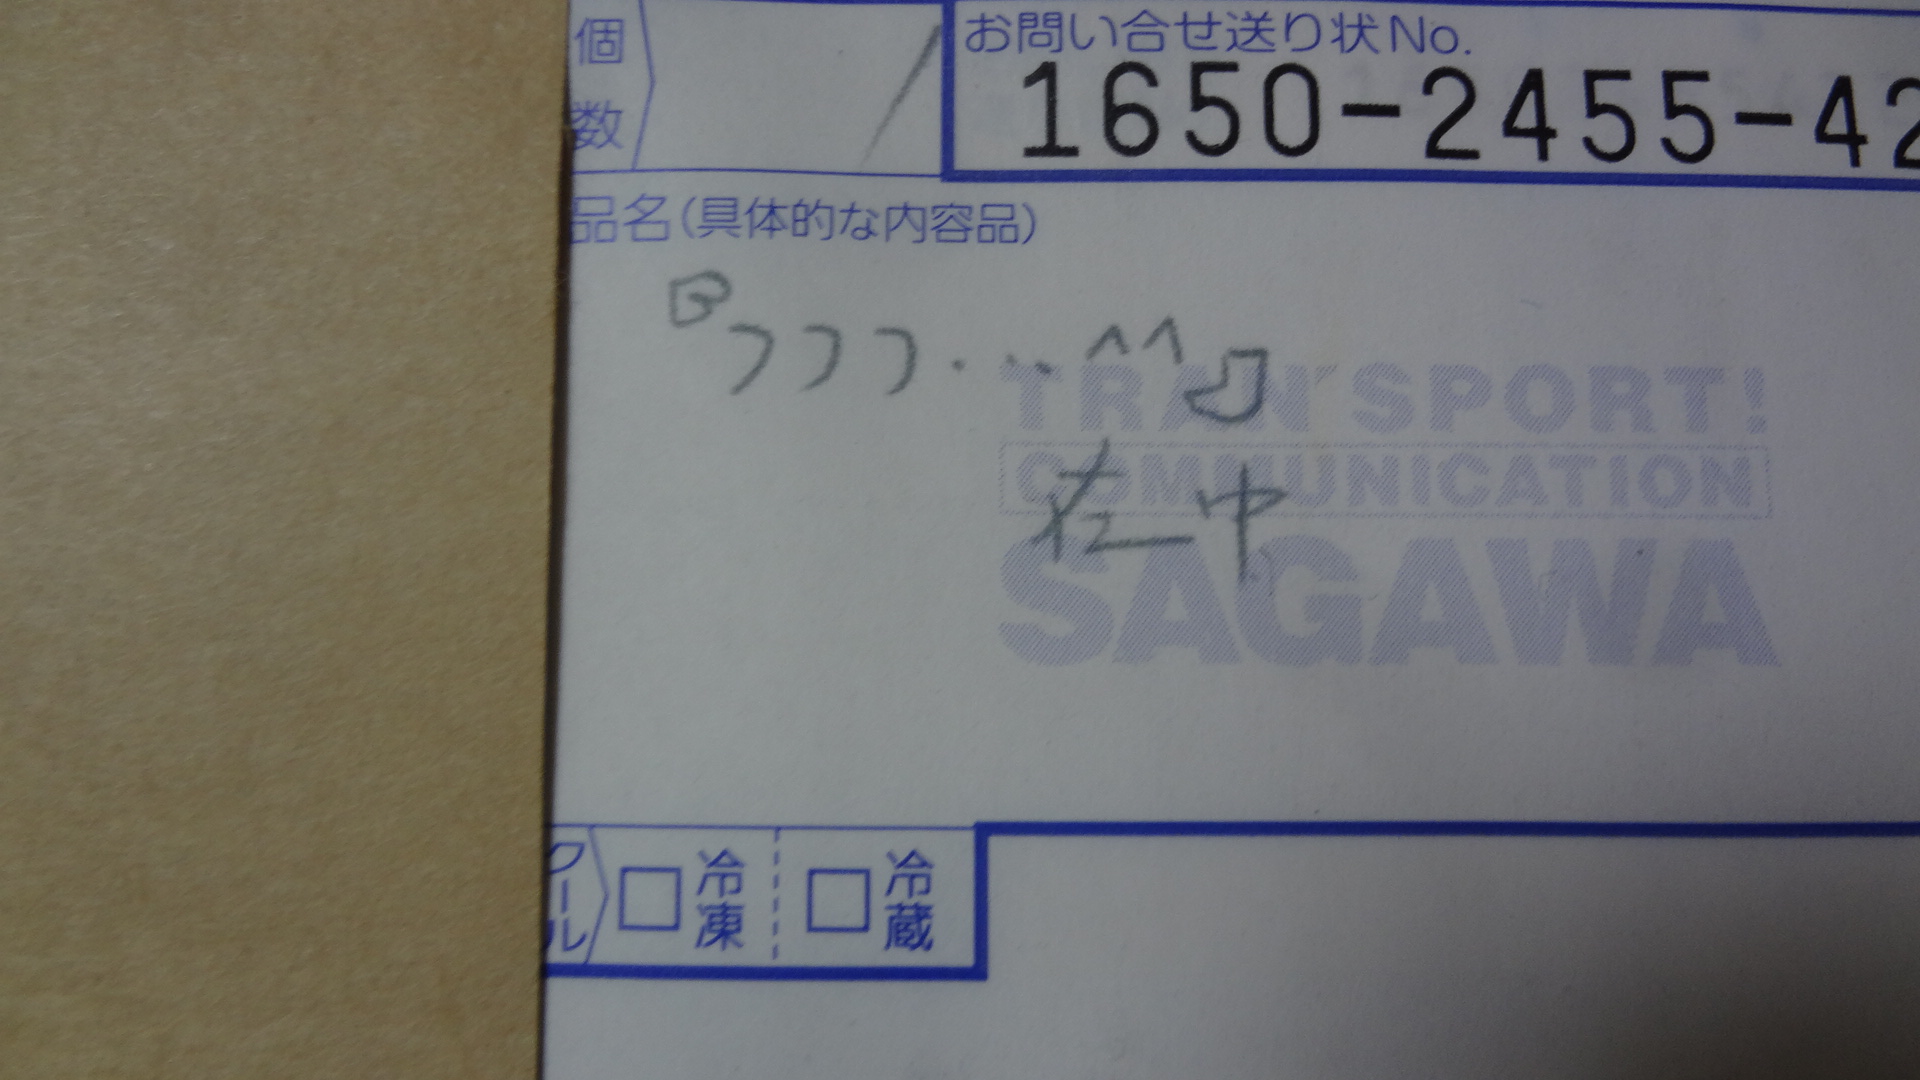 個数
お問い合せ送り状No.
1650-2455-42
品名(具体的な内容品)
『フフフ・・・^^』
在中
TRANSPORT!
COMMUNICATION
SAGAWA
クール
冷凍
冷蔵